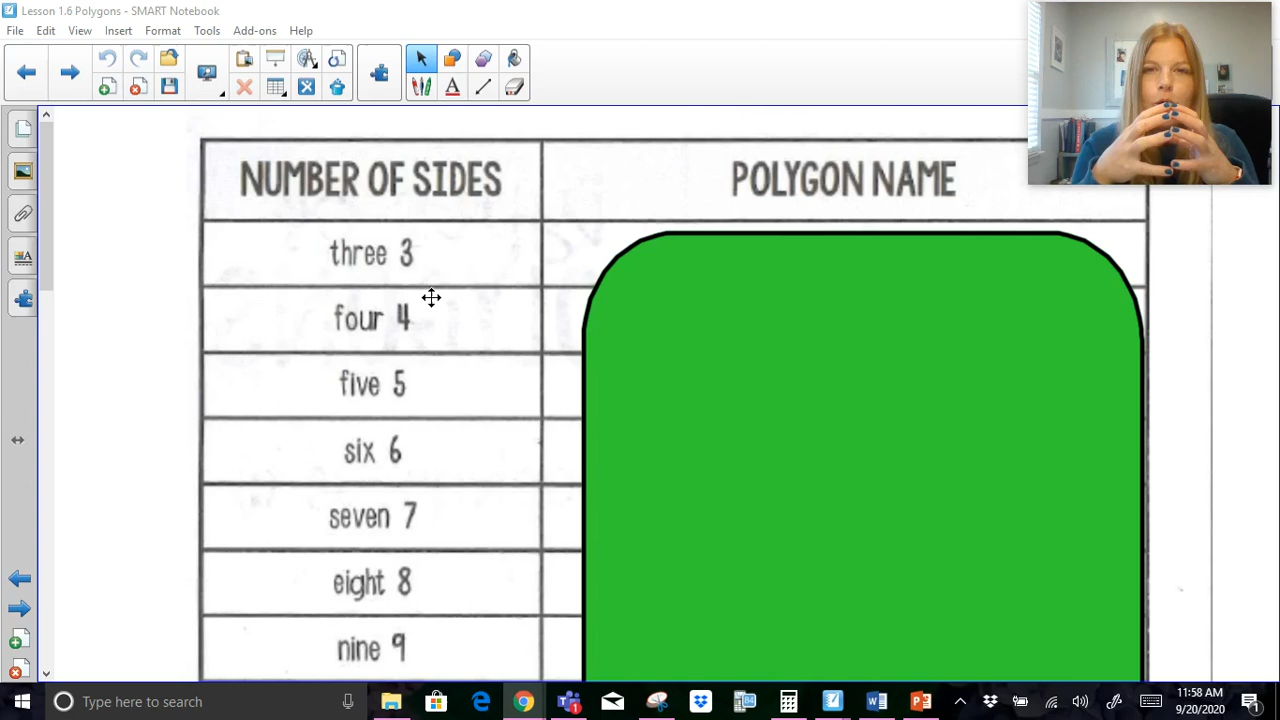 Lesson 1.6 Polygons - SMART Notebook
File Edit View Insert Format Tools Add-ons Help
NUMBER OF SIDES POLYGON NAME
three 3
four 4
five 5
six 6
seven 7
eight 8
nine 9
Type here to search
11:58 AM
9/20/2020